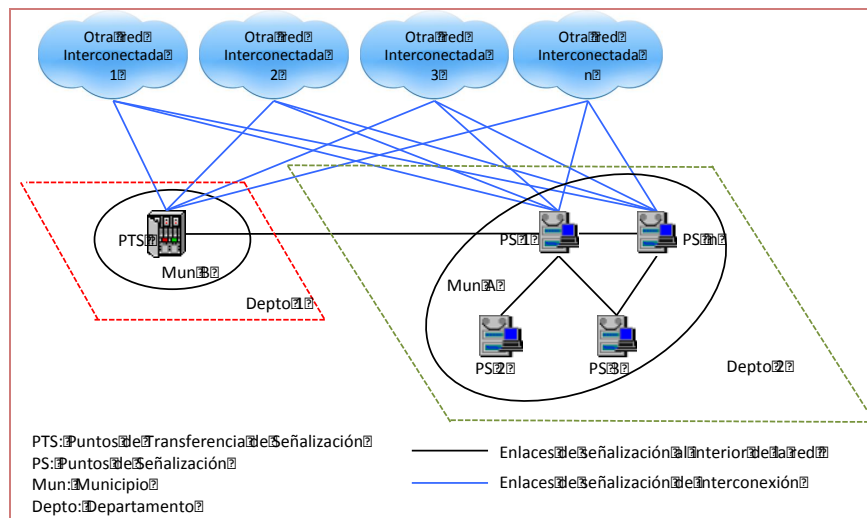 Otra red
Interconectada
1
Otra red
Interconectada
2
Otra red
Interconectada
3
Otra red
Interconectada
n
PTS
Mun B
Depto 1
PS 1
PS n
Mun A
PS 2
PS 3
Depto 2
PTS: Puntos de Transferencia de Señalización
PS: Puntos de Señalización
Mun: Municipio
Depto: Departamento
Enlaces de señalización al interior de la red
Enlaces de señalización de interconexión